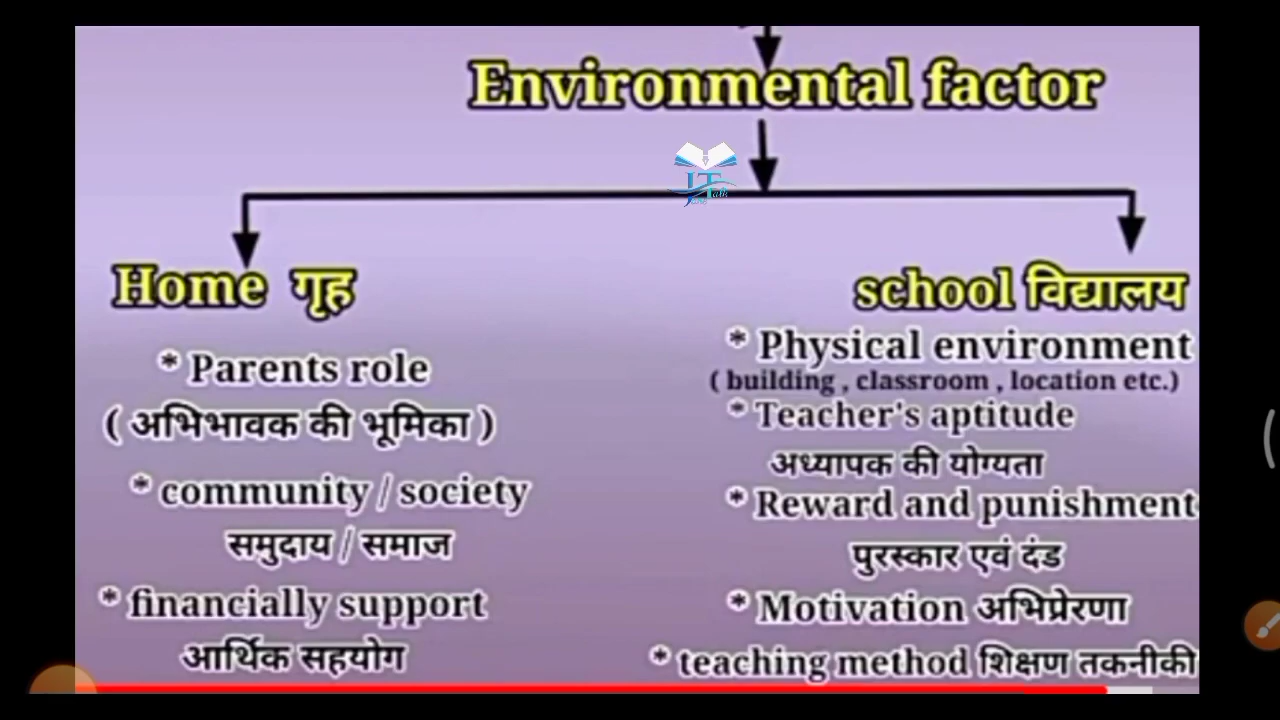 Environmental factor
JT
Home गृह
* Parents role
( अभिभावक की भूमिका )
* community / society
समुदाय / समाज
* financially support
आर्थिक सहयोग
school विद्यालय
* Physical environment
( building , classroom , location etc.)
* Teacher's aptitude
अध्यापक की योग्यता
* Reward and punishment
पुरस्कार एवं दंड
* Motivation अभिप्रेरणा
* teaching method शिक्षण तकनीकी